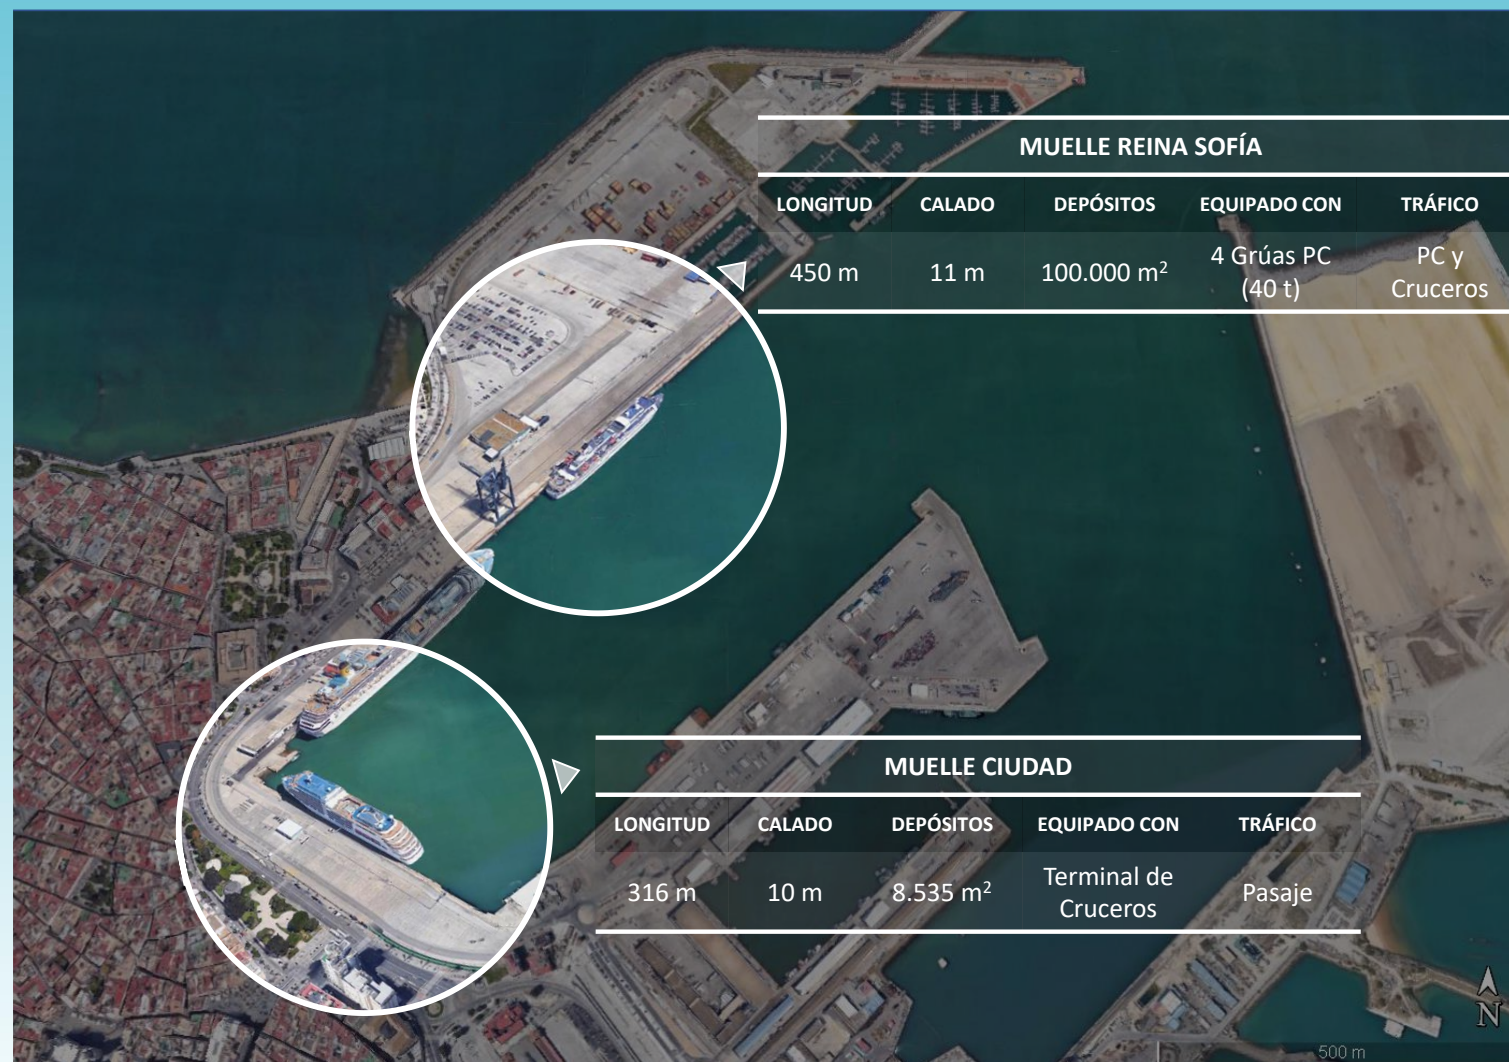 MUELLE REINA SOFÍA
LONGITUD CALADO DEPÓSITOS EQUIPADO CON TRÁFICO
450 m 11 m 100.000 m² 4 Grúas PC (40 t) PC y Cruceros
MUELLE CIUDAD
LONGITUD CALADO DEPÓSITOS EQUIPADO CON TRÁFICO
316 m 10 m 8.535 m² Terminal de Cruceros Pasaje
N
500 m